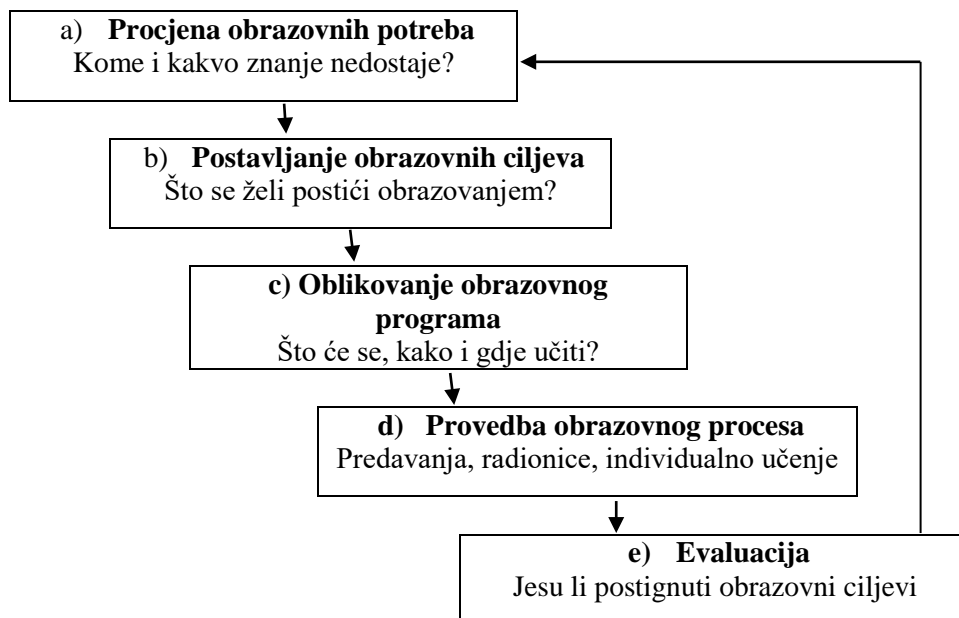 a) Procjena obrazovnih potreba
Kome i kakvo znanje nedostaje?
b) Postavljanje obrazovnih ciljeva
Što se želi postići obrazovanjem?
c) Oblikovanje obrazovnog
programa
Što će se, kako i gdje učiti?
d) Provedba obrazovnog procesa
Predavanja, radionice, individualno učenje
e) Evaluacija
Jesu li postignuti obrazovni ciljevi